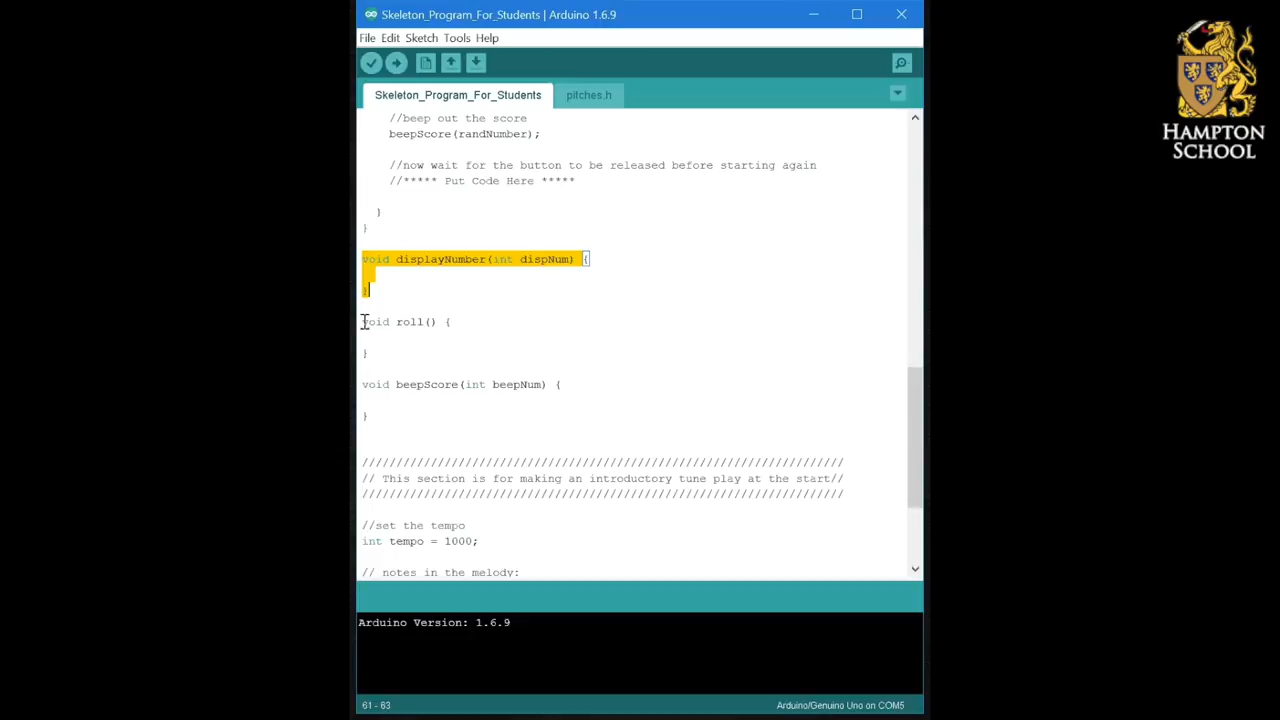 Skeleton_Program_For_Students | Arduino 1.6.9
File Edit Sketch Tools Help
Skeleton_Program_For_Students
pitches.h
//beep out the score
beepScore(randNumber);
//now wait for the button to be released before starting again
//***** Put Code Here *****
}
}
void displayNumber(int dispNum) {
}
void roll() {
}
void beepScore(int beepNum) {
}
///////////////////////////////////////////////////////////////////////
// This section is for making an introductory tune play at the start//
///////////////////////////////////////////////////////////////////////
//set the tempo
int tempo = 1000;
// notes in the melody:
Arduino Version: 1.6.9
61 - 63
Arduino/Genuino Uno on COM5
HAMPTON
SCHOOL